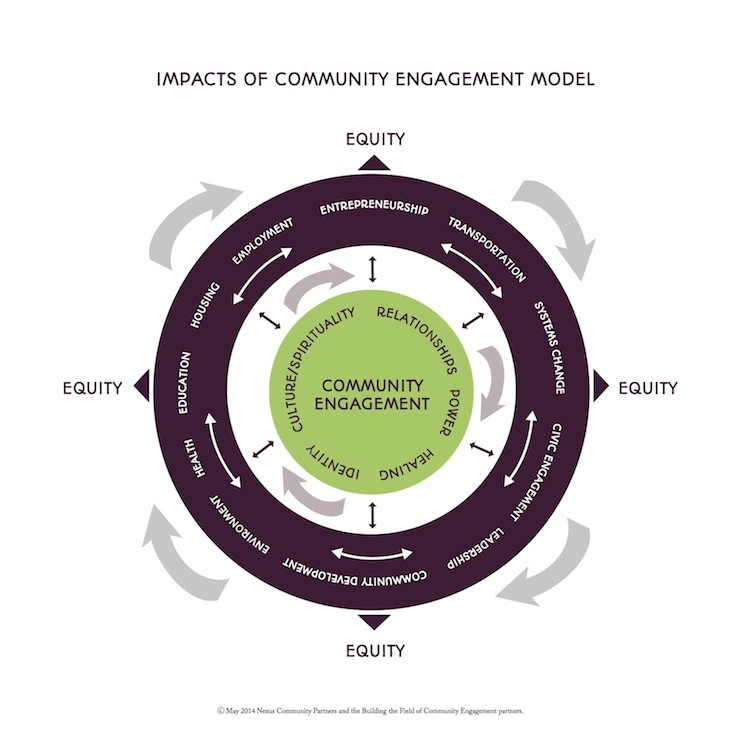 IMPACTS OF COMMUNITY ENGAGEMENT MODEL
EQUITY
ENTREPRENEURSHIP
TRANSPORTATION
SYSTEMS CHANGE
CIVIC ENGAGEMENT
LEADERSHIP
COMMUNITY DEVELOPMENT
ENVIRONMENT
HEALTH
EDUCATION
HOUSING
EMPLOYMENT
RELATIONSHIPS
POWER
HEALING
IDENTITY
CULTURE/SPIRITUALITY
COMMUNITY
ENGAGEMENT
EQUITY
EQUITY
EQUITY
© May 2014 Nexus Community Partners and the Building the Field of Community Engagement partners.